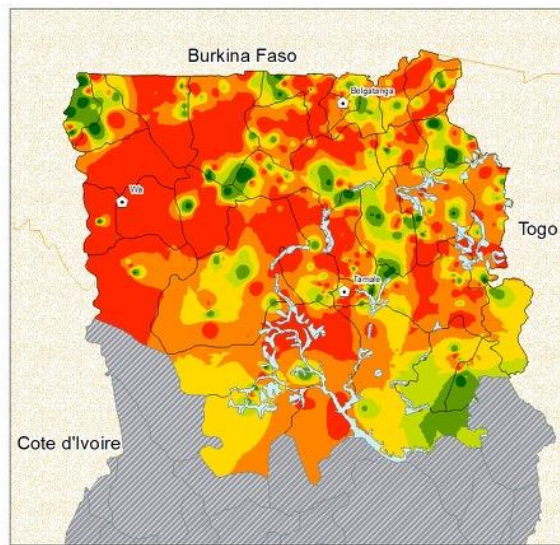 Burkina Faso
Bolgatanga
Wa
Togo
Tamale
Cote d'Ivoire